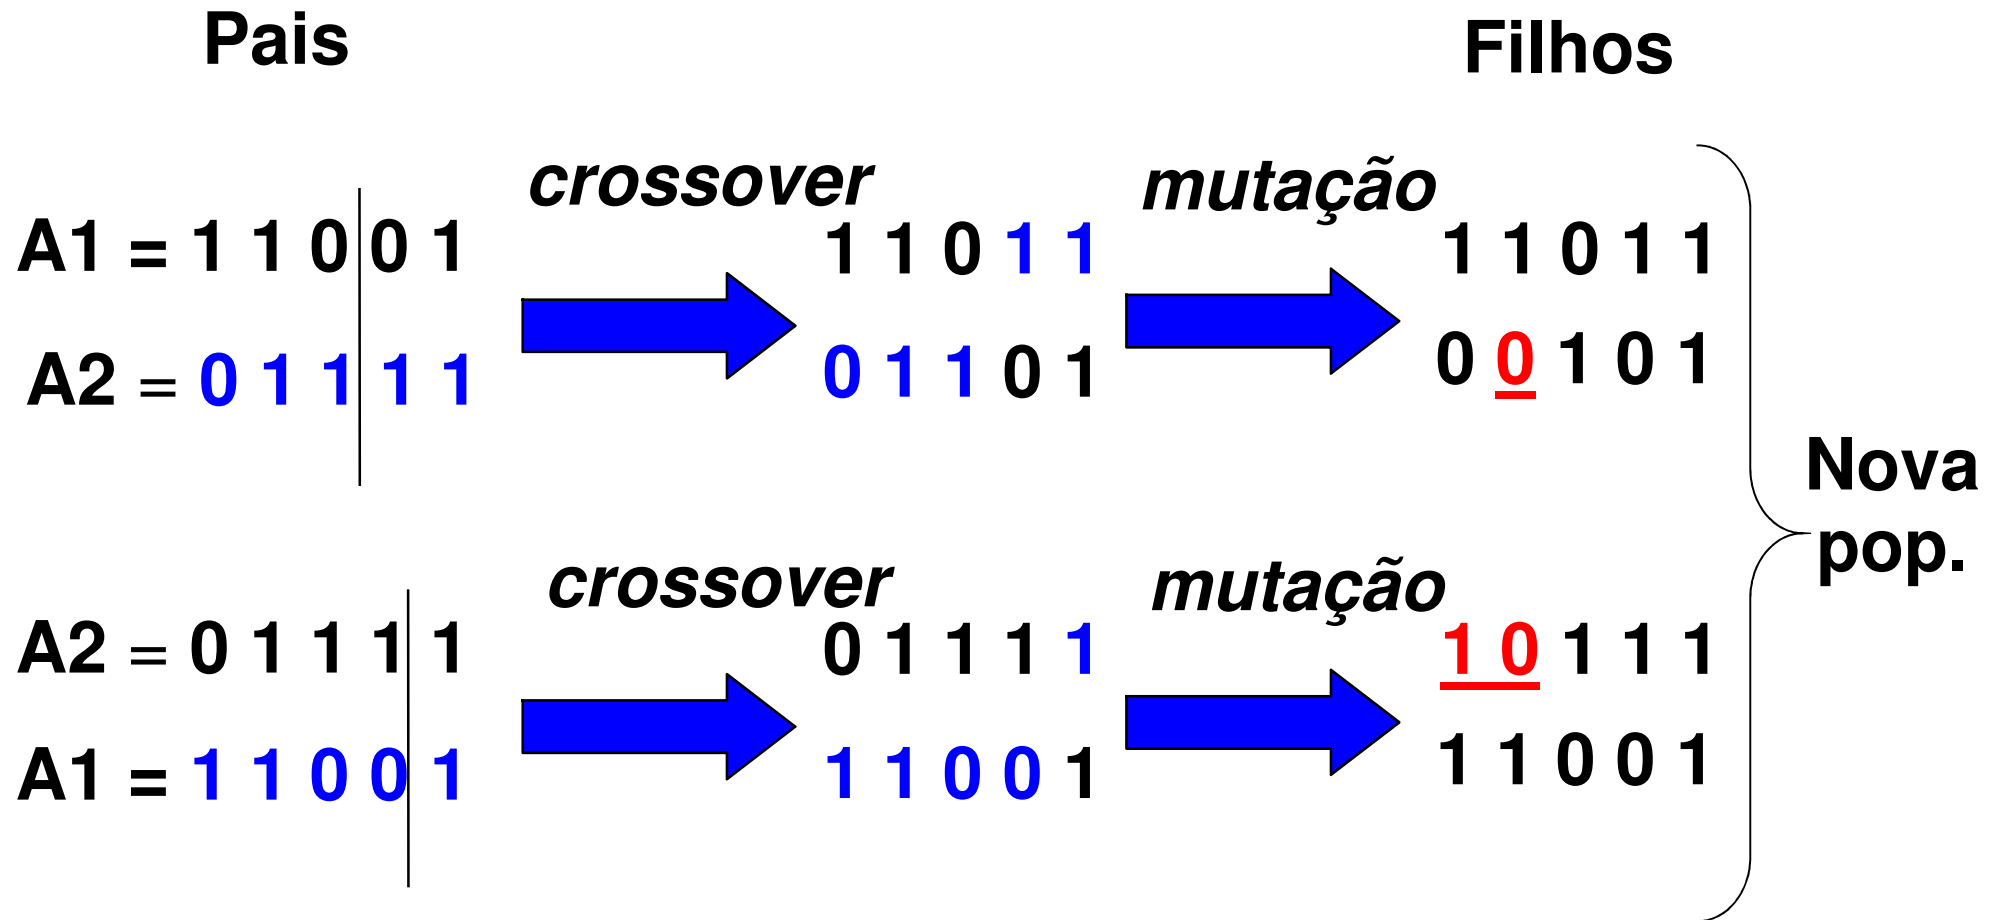 Pais
Filhos
crossover
mutação
A1 = 1 1 0 0 1
1 1 0 1 1
1 1 0 1 1
A2 = 0 1 1 1 1
0 1 1 0 1
0 0 1 0 1
Nova
pop.
crossover
mutação
A2 = 0 1 1 1 1
0 1 1 1 1
1 0 1 1 1
A1 = 1 1 0 0 1
1 1 0 0 1
1 1 0 0 1